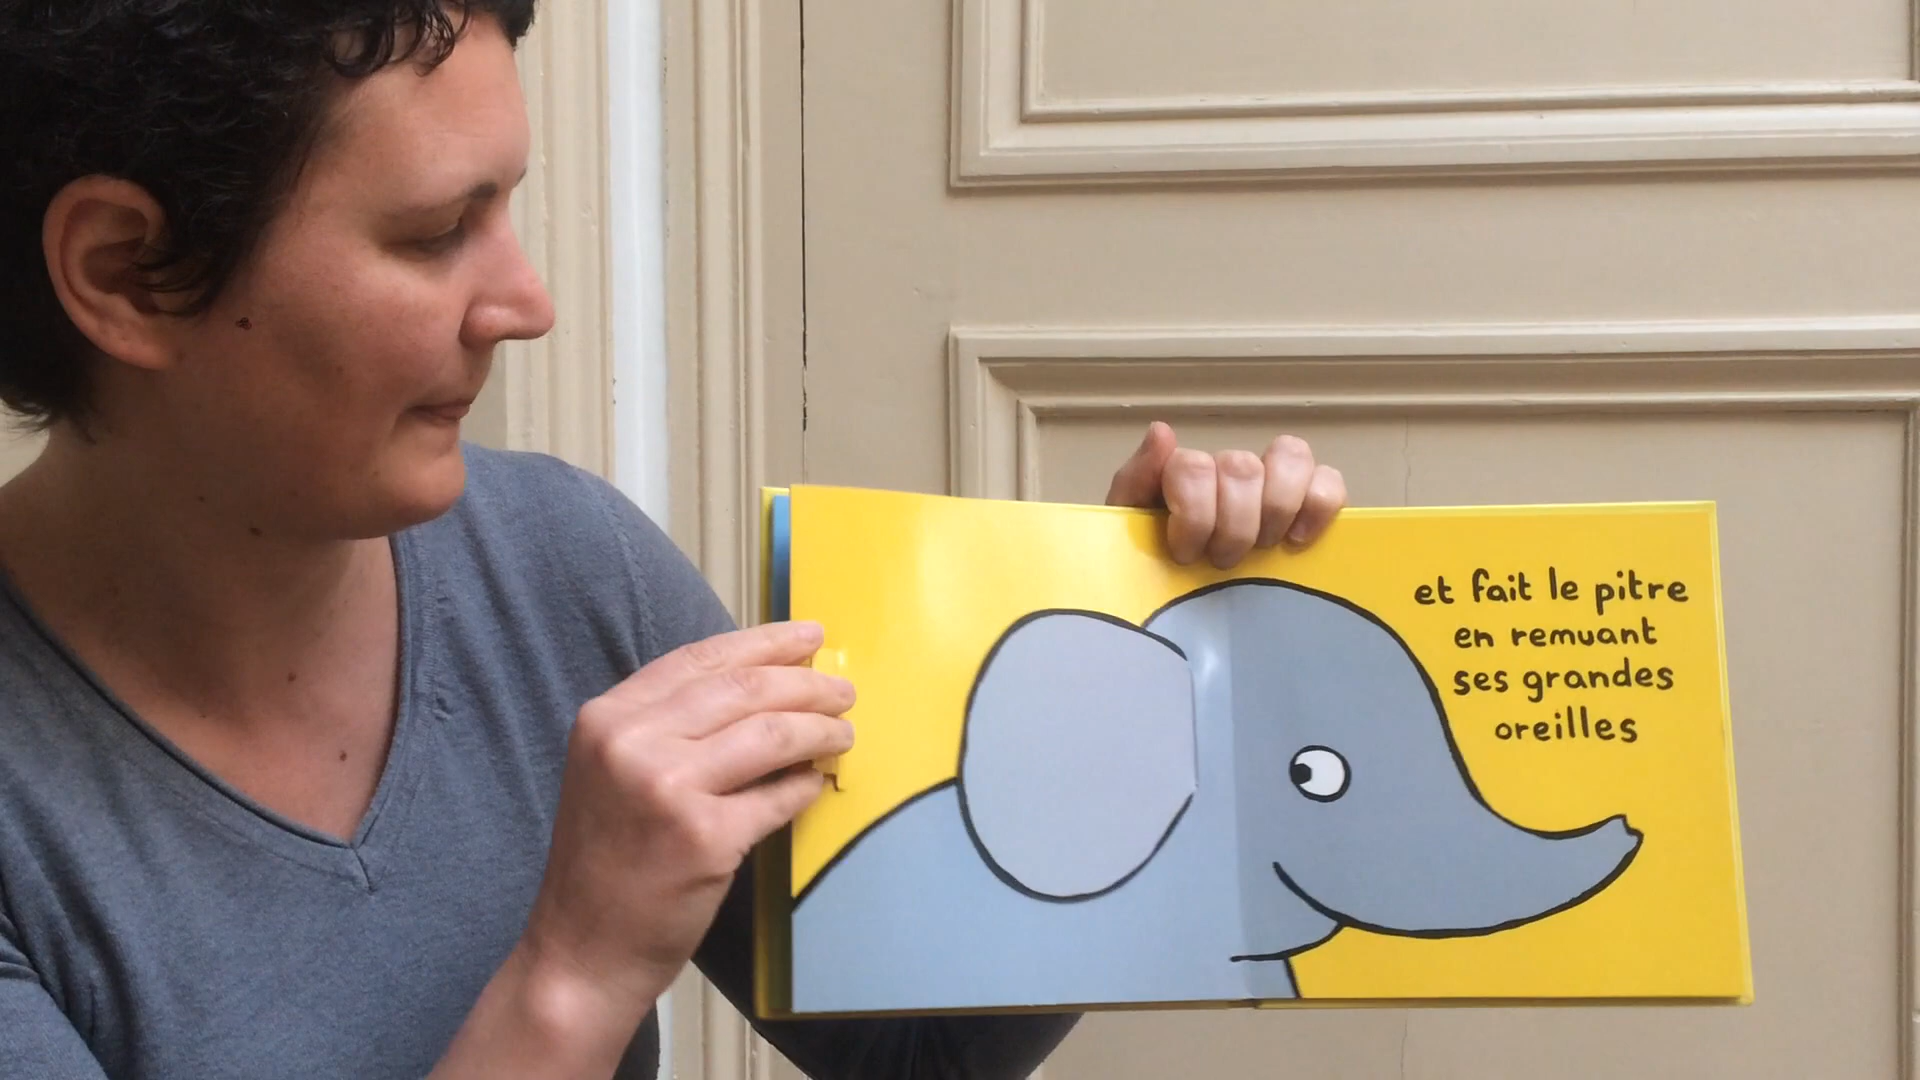 et fait le pitre
en remuant
ses grandes
oreilles